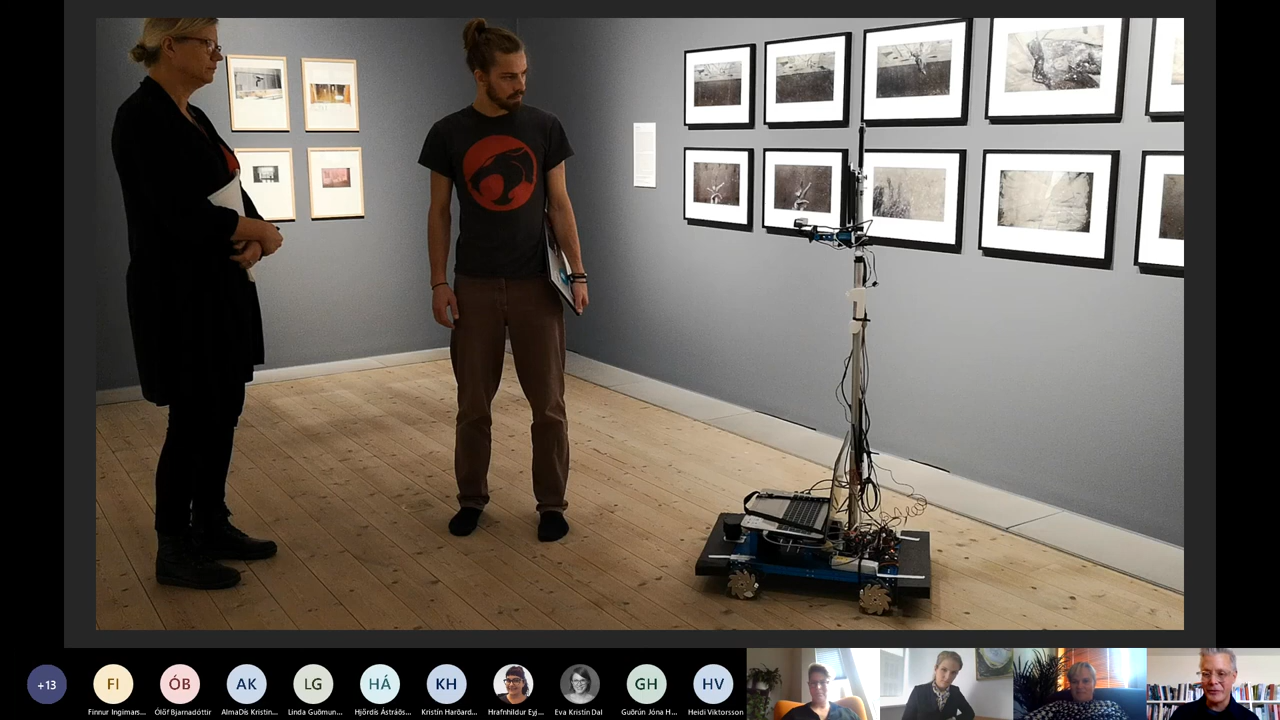 +13
FI
ÓB
AK
LG
HÁ
KH
GH
HV
Finnur Ingimars...
Ólöf Bjarnadóttir
AlmaDís Kristin...
Linda Guðmun...
Hjördís Ástráðs...
Kristín Harðard...
Hrafnhildur Eyj...
Eva Kristín Dal
Guðrún Jóna H...
Heidi Viktorsson